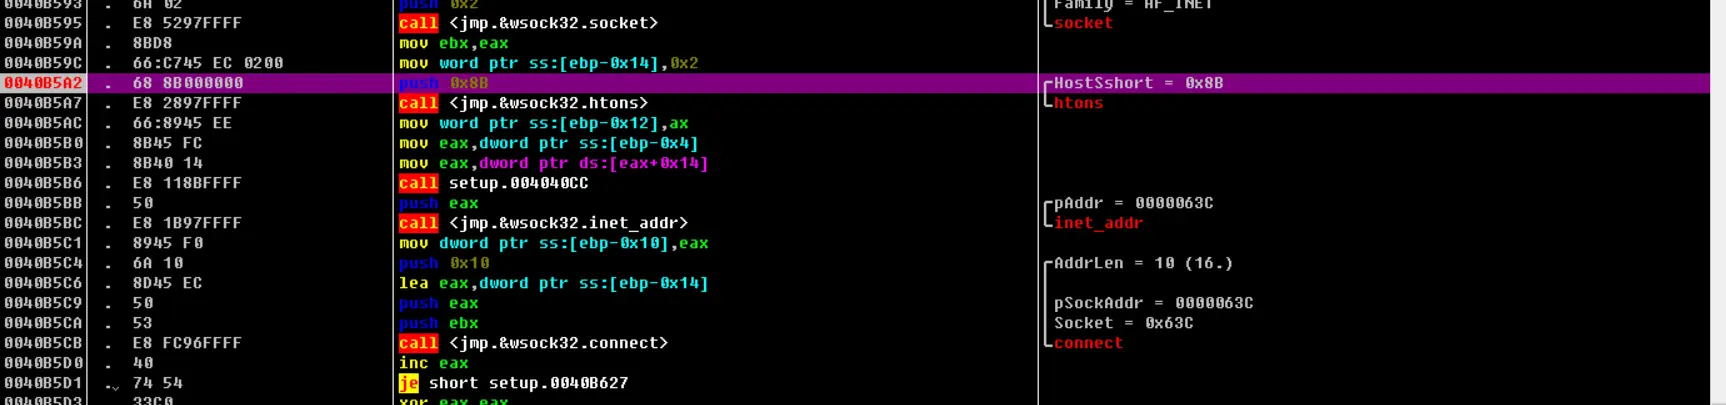 0040B593 . 6A 02 push 0x2 Family = AF_INET
0040B595 . E8 5297FFFF call <jmp.&wsock32.socket> socket
0040B59A . 8BD8 mov ebx,eax
0040B59C . 66:C745 EC 0200 mov word ptr ss:[ebp-0x14],0x2
0040B5A2 . 68 8B000000 push 0x8B HostSshort = 0x8B
0040B5A7 . E8 2897FFFF call <jmp.&wsock32.htons> htons
0040B5AC . 66:8945 EE mov word ptr ss:[ebp-0x12],ax
0040B5B0 . 8B45 FC mov eax,dword ptr ss:[ebp-0x4]
0040B5B3 . 8B40 14 mov eax,dword ptr ds:[eax+0x14]
0040B5B6 . E8 118BFFFF call setup.004040CC
0040B5BB . 50 push eax pAddr = 0000063C
0040B5BC . E8 1B97FFFF call <jmp.&wsock32.inet_addr> inet_addr
0040B5C1 . 8945 F0 mov dword ptr ss:[ebp-0x10],eax
0040B5C4 . 6A 10 push 0x10 AddrLen = 10 (16.)
0040B5C6 . 8D45 EC lea eax,dword ptr ss:[ebp-0x14]
0040B5C9 . 50 push eax pSockAddr = 0000063C
0040B5CA . 53 push ebx Socket = 0x63C
0040B5CB . E8 FC96FFFF call <jmp.&wsock32.connect> connect
0040B5D0 . 40 inc eax
0040B5D1 . 74 54 je short setup.0040B627
0040B5D3 . 33C0 xor eax,eax